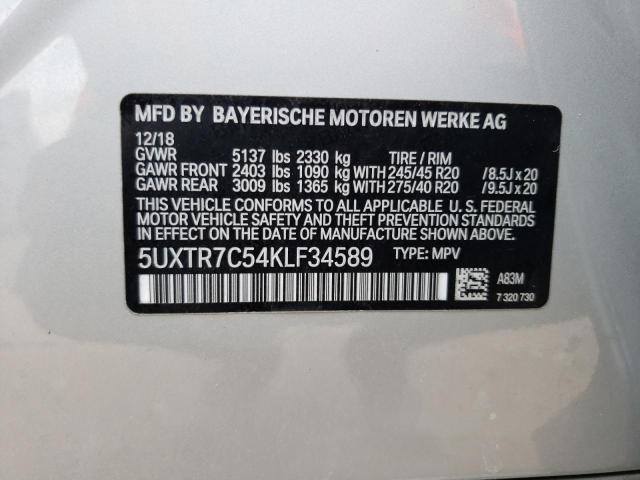 MFD BY BAYERISCHE MOTOREN WERKE AG
12/18
GVWR 5137 lbs 2330 kg TIRE / RIM
GAWR FRONT 2403 lbs 1090 kg WITH 245/45 R20 /8.5J x 20
GAWR REAR 3009 lbs 1365 kg WITH 275/40 R20 /9.5J x 20
THIS VEHICLE CONFORMS TO ALL APPLICABLE U. S. FEDERAL
MOTOR VEHICLE SAFETY AND THEFT PREVENTION STANDARDS
IN EFFECT ON THE DATE OF MANUFACTURE SHOWN ABOVE.
5UXTR7C54KLF34589 TYPE: MPV
A83M
7 320 730